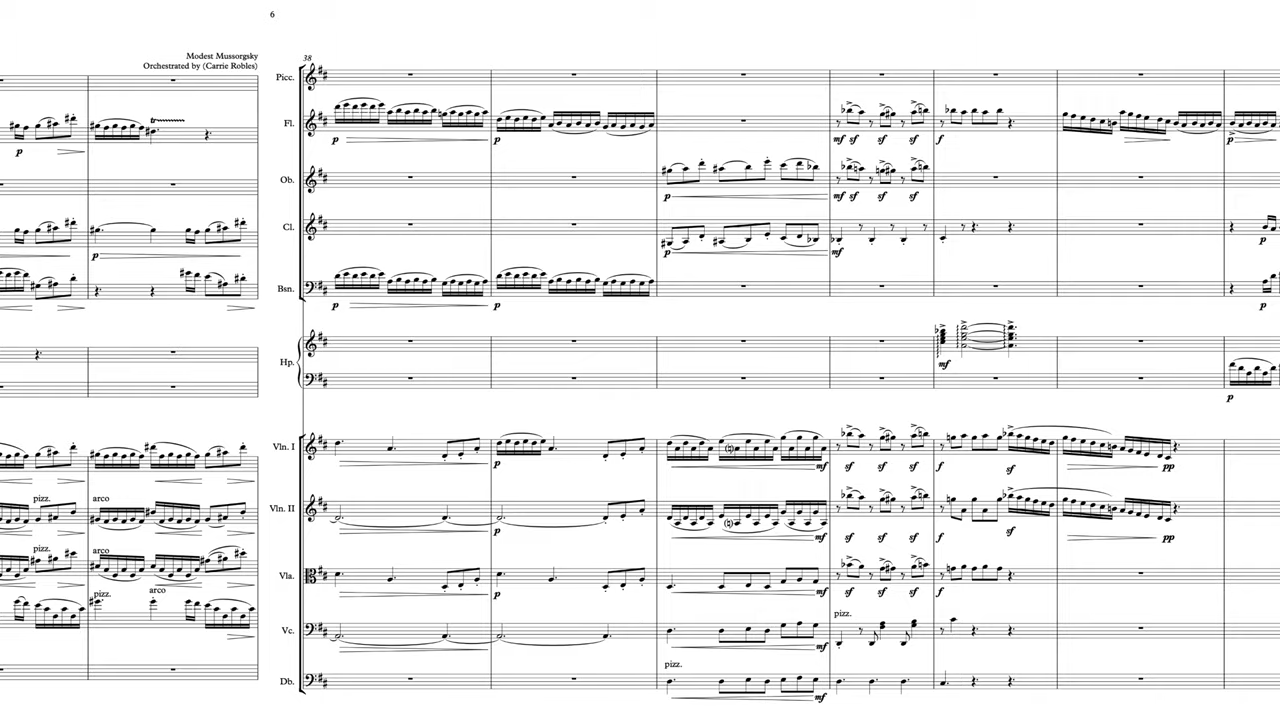 6
Modest Mussorgsky
Orchestrated by (Carrie Robles)
38
Picc.
Fl.
p
p
p
mf sf sf sf
f
p
Ob.
p
mf sf sf sf
Cl.
p
p
mf
p
Bsn.
p
p
p
Hp.
mf
p
Vln. I
p
mf
sf sf sf
f
sf
pp
pizz.
arco
Vln. II
p
mf
sf sf sf
f
sf
pp
pizz.
arco
Vla.
p
mf
sf sf sf
f
pizz.
arco
Vc.
mf
pizz.
Db.
pizz.
mf